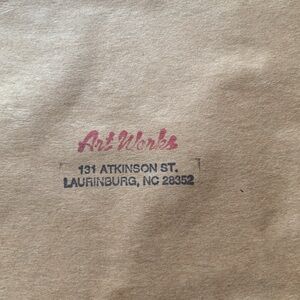 Art Works
131 ATKINSON ST.
LAURINBURG, NC 28352